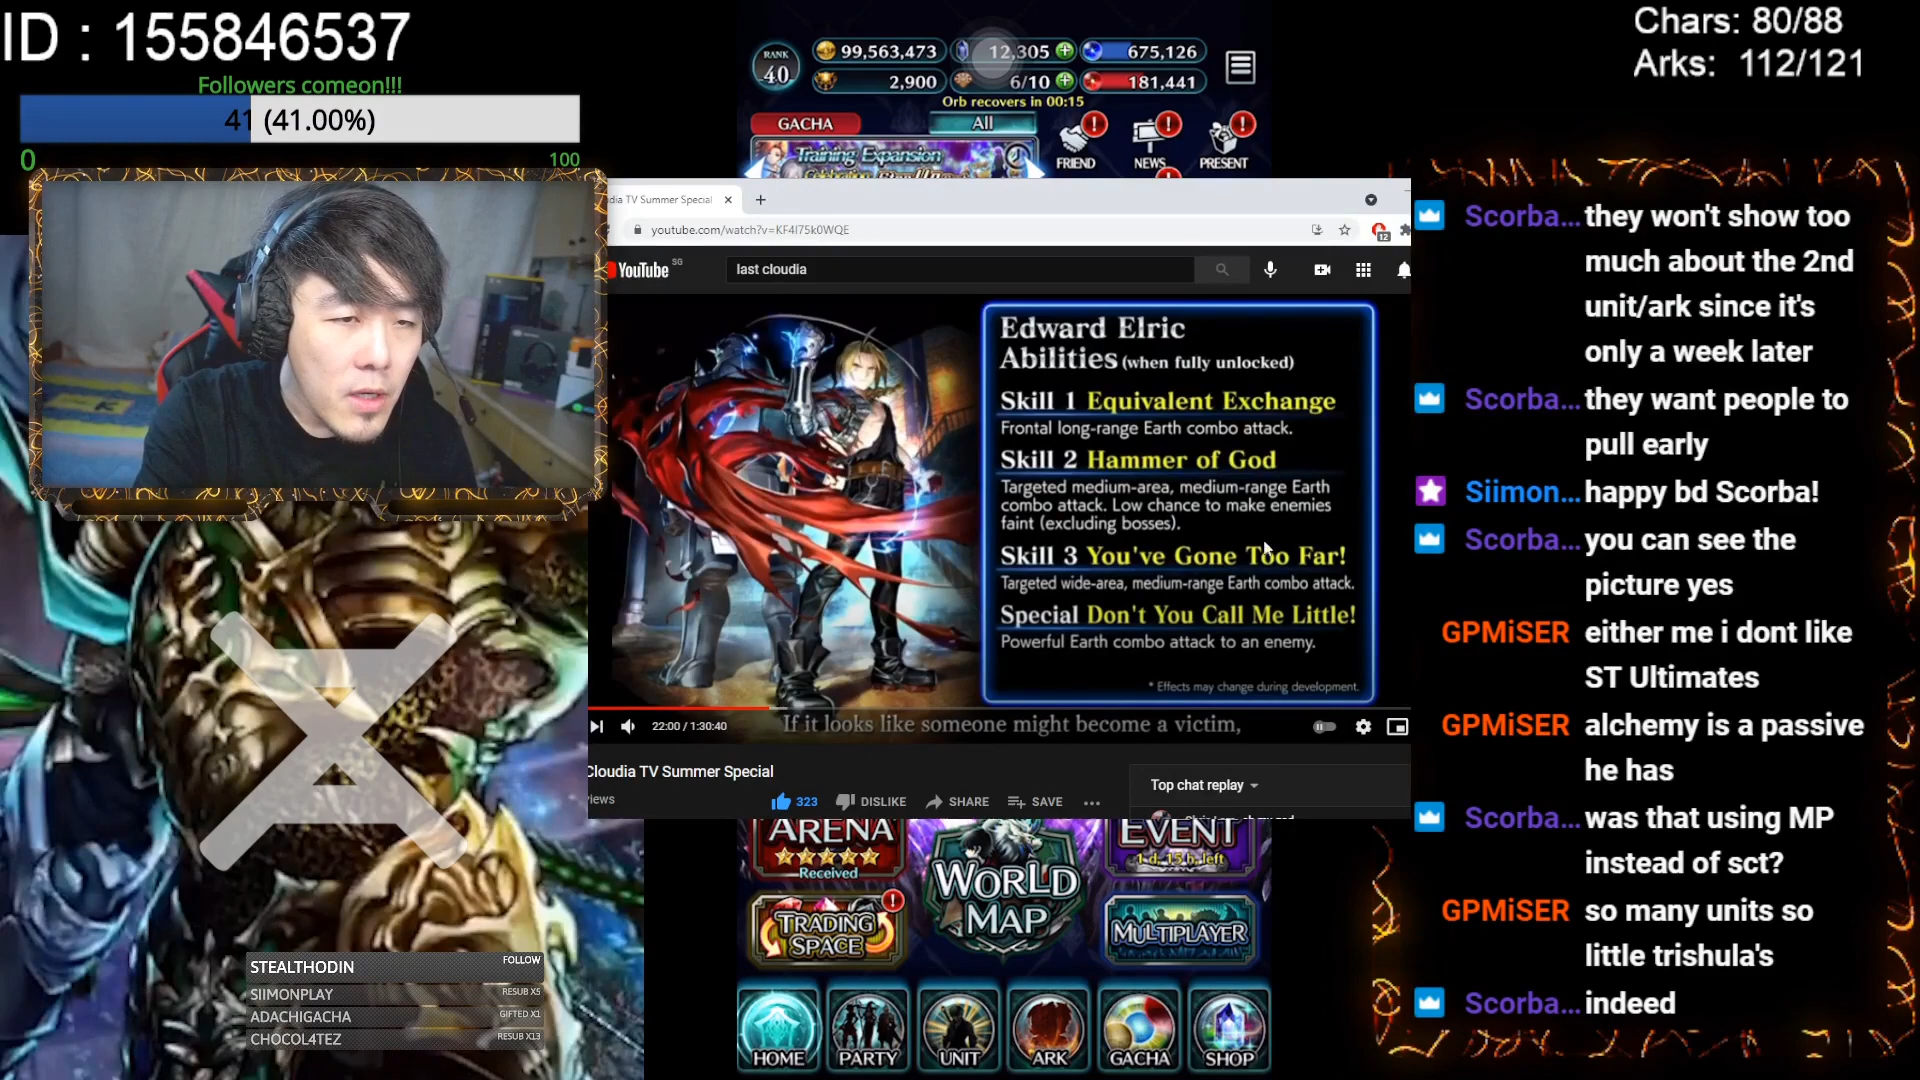 ID : 155846537
Followers comeon!!!
41 (41.00%)
0
100
RANK
40
99,563,473
12,305
675,126
2,900
6/10
181,441
Orb recovers in 00:15
GACHA
All
Training Expansion
FRIEND
NEWS
PRESENT
Chars: 80/88
Arks: 112/121
dia TV Summer Special
youtube.com/watch?v=KF4I75k0WQE
12
YouTube SG
last cloudia
Edward Elric
Abilities (when fully unlocked)
Skill 1 Equivalent Exchange
Frontal long-range Earth combo attack.
Skill 2 Hammer of God
Targeted medium-area, medium-range Earth
combo attack. Low chance to make enemies
faint (excluding bosses).
Skill 3 You've Gone Too Far!
Targeted wide-area, medium-range Earth combo attack.
Special Don't You Call Me Little!
Powerful Earth combo attack to an enemy.
* Effects may change during development.
22:00 / 1:30:40
If it looks like someone might become a victim,
Cloudia TV Summer Special
iews
323
DISLIKE
SHARE
SAVE
Top chat replay
ARENA
Received
WORLD
MAP
EVENT
1 d. 15 h. left
TRADING
SPACE
MULTIPLAYER
HOME
PARTY
UNIT
ARK
GACHA
SHOP
STEALTHODIN FOLLOW
SIIMONPLAY RESUB X5
ADACHIGACHA GIFTED X1
CHOCOL4TEZ RESUB X13
Scorba... they won't show too
much about the 2nd
unit/ark since it's
only a week later
Scorba... they want people to
pull early
Siimon... happy bd Scorba!
Scorba... you can see the
picture yes
GPMiSER either me i dont like
ST Ultimates
GPMiSER alchemy is a passive
he has
Scorba... was that using MP
instead of sct?
GPMiSER so many units so
little trishula's
Scorba... indeed